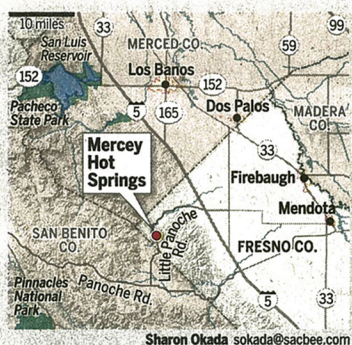 10 miles
33
San Luis
Reservoir
MERCED CO.
59
99
152
Los Banos
152
Pacheco
State Park
5
165
Dos Palos
MADERA
CO.
33
Mercey
Hot
Springs
Firebaugh
Mendota
SAN BENITO
CO.
Little Panoche
Rd.
FRESNO CO.
Pinnacles
National
Park
Panoche Rd.
5
33
Sharon Okada sokada@sacbee.com